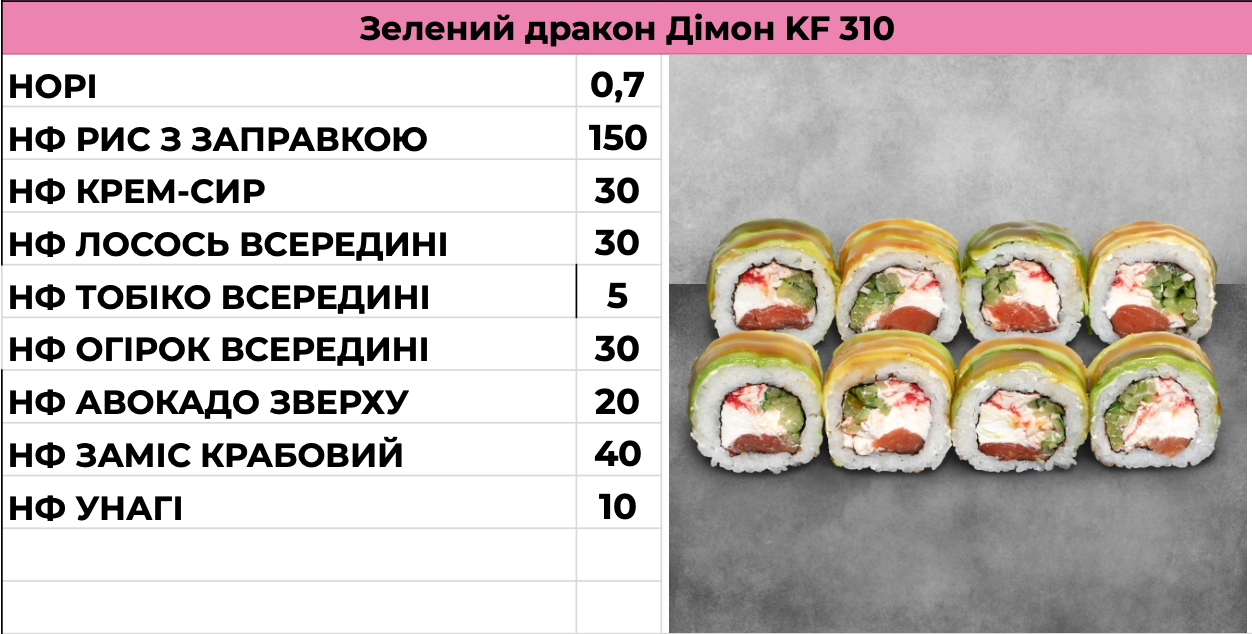 Зелений дракон Дімон KF 310
НОРІ 0,7
НФ РИС З ЗАПРАВКОЮ 150
НФ КРЕМ-СИР 30
НФ ЛОСОСЬ ВСЕРЕДИНІ 30
НФ ТОБІКО ВСЕРЕДИНІ 5
НФ ОГІРОК ВСЕРЕДИНІ 30
НФ АВОКАДО ЗВЕРХУ 20
НФ ЗАМІС КРАБОВИЙ 40
НФ УНАГІ 10